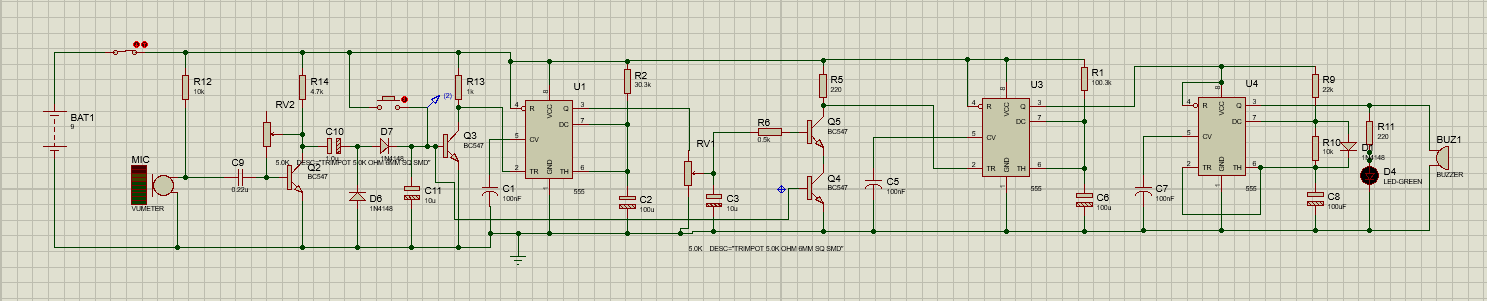 BAT1
9
MIC
VUMETER
R12
10k
C9
0.22u
RV2
5.0K DESC="TRIMPOT 5.0K OHM 6MM SQ SMD"
R14
4.7k
Q2
BC547
C10
D7
1N4148
D6
1N4148
C11
10u
(2)
R13
1k
Q3
BC547
C1
100nF
U1
4 R
5 CV
2 TR
8
VCC
GND
1
Q 3
DC 7
TH 6
555
R2
30.3k
C2
100u
RV1
5.0K DESC="TRIMPOT 5.0K OHM 6MM SQ SMD"
C3
10u
R6
0.5k
R5
220
Q5
BC547
Q4
BC547
C5
100nF
U3
4 R
5 CV
2 TR
8
VCC
GND
1
Q 3
DC 7
TH 6
555
R1
100.3k
C6
100u
C7
100nF
U4
4 R
5 CV
2 TR
8
VCC
GND
1
Q 3
DC 7
TH 6
555
R9
22k
R10
10k
1N4148
C8
100uF
R11
220
D4
LED-GREEN
BUZ1
BUZZER